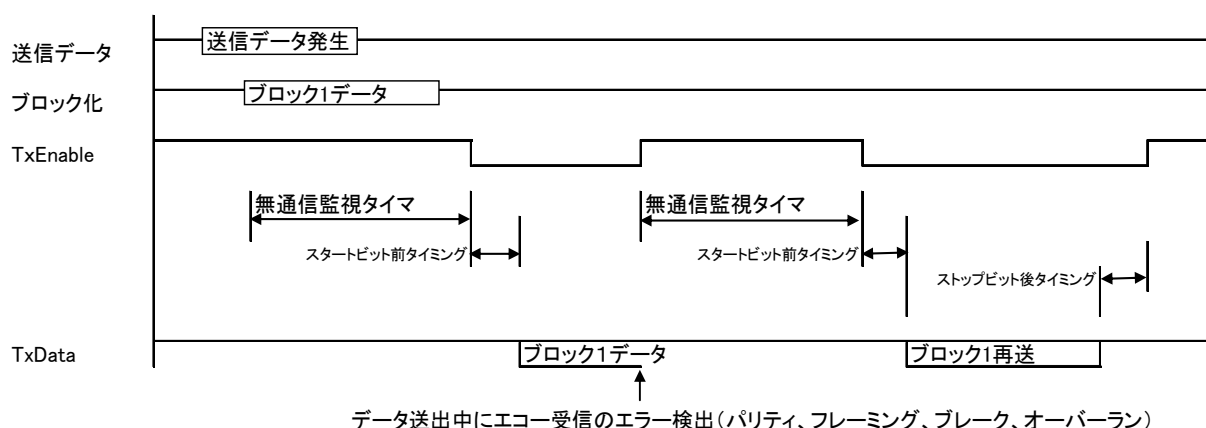 送信データ
送信データ発生
ブロック化
ブロック1データ
TxEnable
無通信監視タイマ
無通信監視タイマ
スタートビット前タイミング
スタートビット前タイミング
ストップビット後タイミング
TxData
ブロック1データ
ブロック1再送
データ送出中にエコー受信のエラー検出(パリティ、フレーミング、ブレーク、オーバーラン)